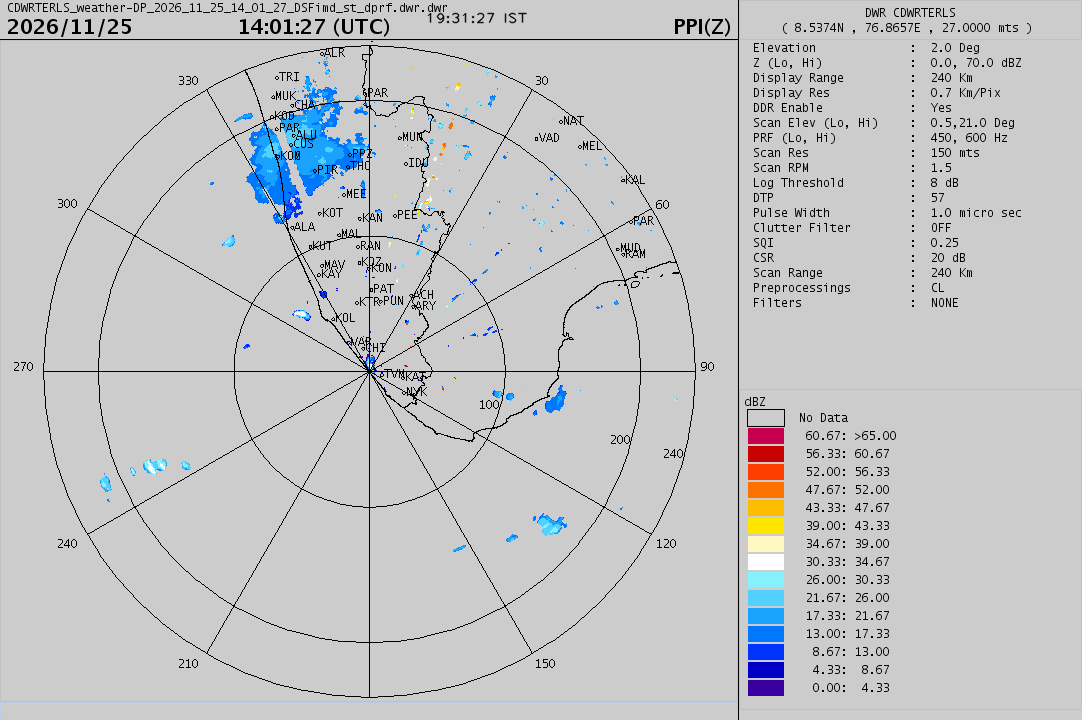 CDWRTERLS_weather-DP_2026_11_25_14_01_27_DSFimd_st_dprf.dwr.dwr
2026/11/25 14:01:27 (UTC) 19:31:27 IST PPI(Z)
DWR CDWRTERLS
( 8.5374N , 76.8657E , 27.0000 mts )
Elevation : 2.0 Deg
Z (Lo, Hi) : 0.0, 70.0 dBZ
Display Range : 240 Km
Display Res : 0.7 Km/Pix
DDR Enable : Yes
Scan Elev (Lo, Hi) : 0.5,21.0 Deg
PRF (Lo, Hi) : 450, 600 Hz
Scan Res : 150 mts
Scan RPM : 1.5
Log Threshold : 8 dB
DTP : 57
Pulse Width : 1.0 micro sec
Clutter Filter : OFF
SQI : 0.25
CSR : 20 dB
Scan Range : 240 Km
Preprocessings : CL
Filters : NONE
dBZ
No Data
60.67: >65.00
56.33: 60.67
52.00: 56.33
47.67: 52.00
43.33: 47.67
39.00: 43.33
34.67: 39.00
30.33: 34.67
26.00: 30.33
21.67: 26.00
17.33: 21.67
13.00: 17.33
8.67: 13.00
4.33: 8.67
0.00: 4.33
ALR
TRI
330
30
MUK
PAR
CHA
KOD
NAT
PAR
ALU
MUN
VAD
COS
MEL
KOM
PPZ
IDU
THO
PIR
KAL
MEE
300
60
KOT
KAN
PEE
PAR
ALA
MAL
KUT
RAN
MUD
RAM
KOZ
MAV
KON
KAY
PAT
ACH
KTR
PUN
ARY
KOL
VAR
CHI
270
90
TVM
KAT
NYK
100
200
240
240
120
210
150